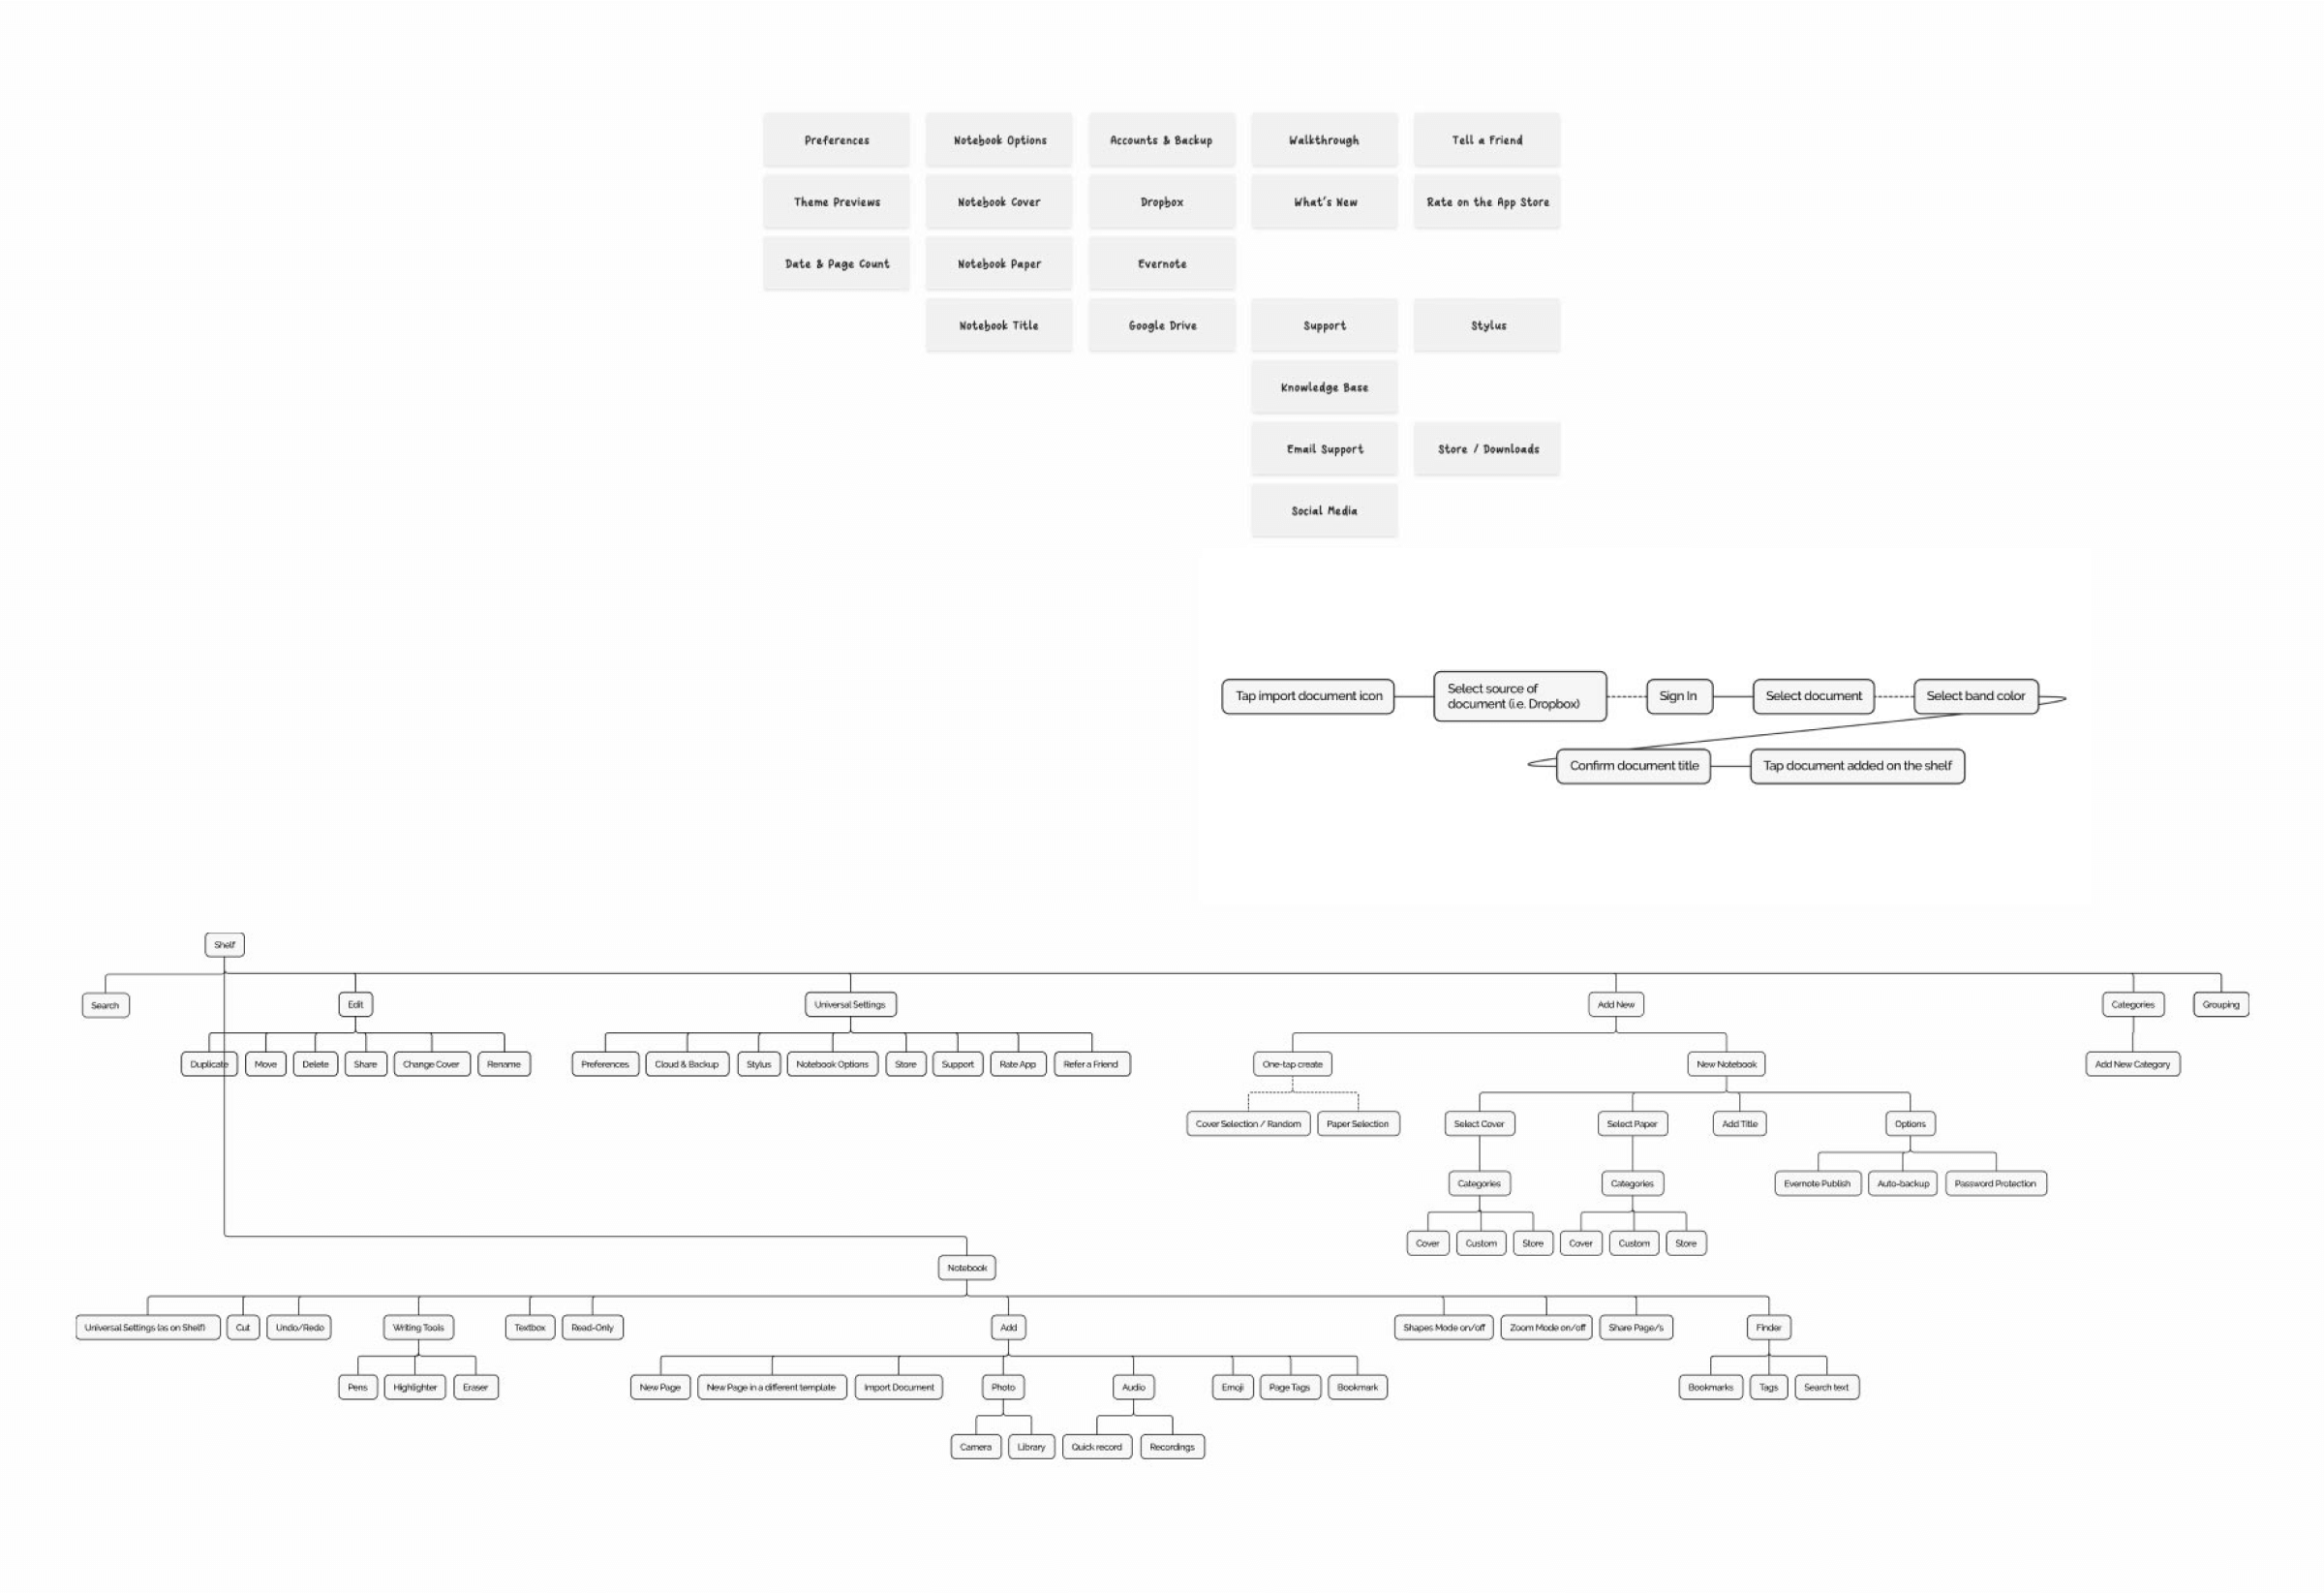 Preferences
Notebook Options
Accounts & Backup
Walkthrough
Tell a Friend
Theme Previews
Notebook Cover
Dropbox
What's New
Rate on the App Store
Date & Page Count
Notebook Paper
Evernote
Notebook Title
Google Drive
Support
Stylus
Knowledge Base
Email Support
Store / Downloads
Social Media
Tap import document icon
Select source of
document (i.e. Dropbox)
Sign In
Select document
Select band color
Confirm document title
Tap document added on the shelf
Shelf
Search
Edit
Universal Settings
Add New
Categories
Grouping
Duplicate
Move
Delete
Share
Change Cover
Rename
Preferences
Cloud & Backup
Stylus
Notebook Options
Store
Support
Rate App
Refer a Friend
One-tap create
New Notebook
Add New Category
Cover Selection / Random
Paper Selection
Select Cover
Select Paper
Add Title
Options
Categories
Categories
Evernote Publish
Auto-backup
Password Protection
Cover
Custom
Store
Cover
Custom
Store
Notebook
Universal Settings (as on Shelf)
Cut
Undo/Redo
Writing Tools
Textbox
Read-Only
Add
Shapes Mode on/off
Zoom Mode on/off
Share Page/s
Finder
Pens
Highlighter
Eraser
New Page
New Page in a different template
Import Document
Photo
Audio
Emoji
Page Tags
Bookmark
Bookmarks
Tags
Search text
Camera
Library
Quick record
Recordings